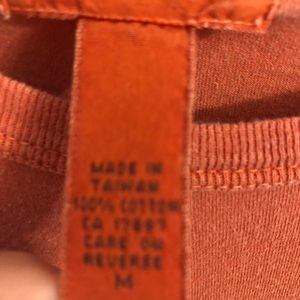 MADE IN
TAIWAN
100% COTTON
CA 17897
CARE ON
REVERSE
M